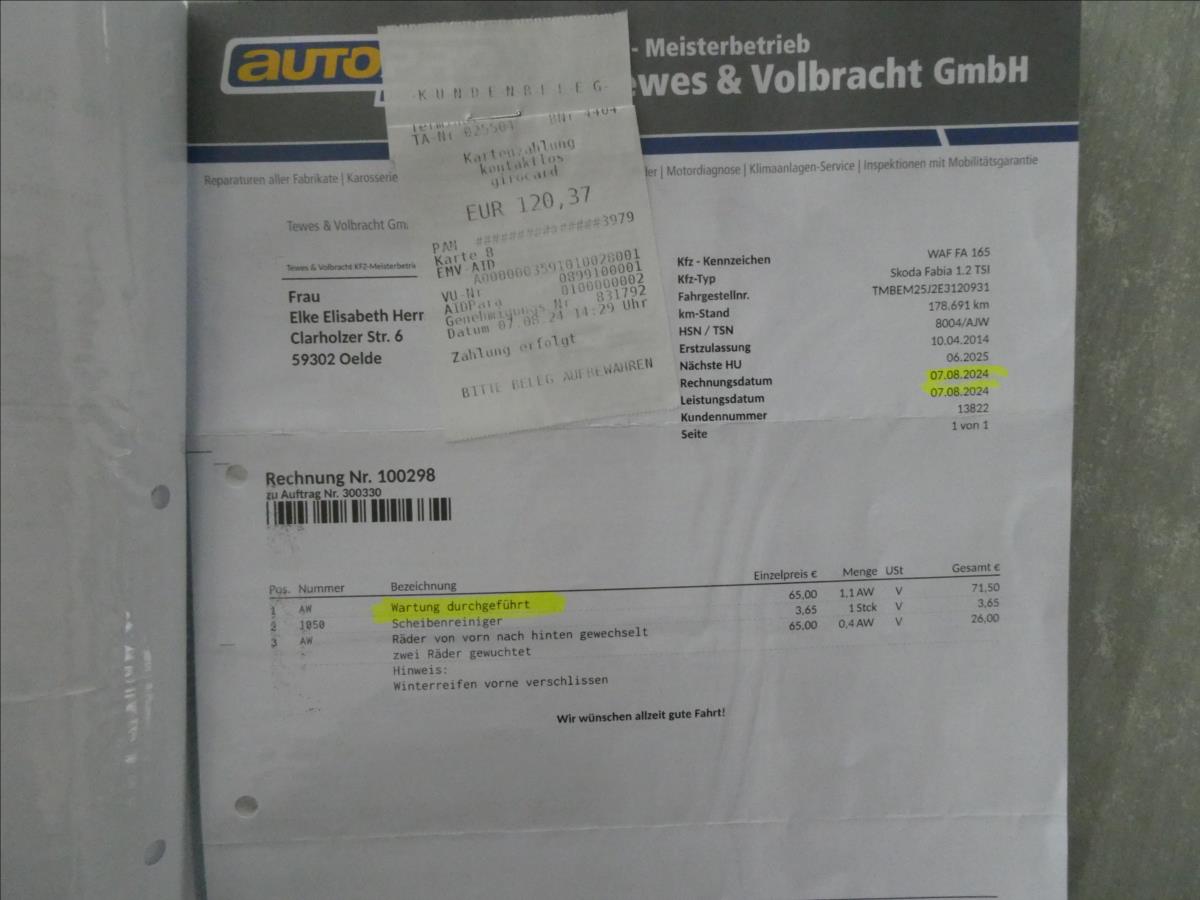 AUTO
- Meisterbetrieb
ewes & Volbracht GmbH
Reparaturen aller Fabrikate | Karosserie
ler | Motordiagnose | Klimaanlagen-Service | Inspektionen mit Mobilitätsgarantie
-KUNDENBELEG-
TA-Nr 025504 BNr 4404
Kartenzahlung
kontaktlos
girocard
EUR 120,37
PAN ################3979
Karte 8
EMV-AID A0000003591010028001
VU-Nr 0899100001
AIDPara 0100000002
Genehmigungs Nr 831792
Datum 07.08.24 14:29 Uhr
Zahlung erfolgt
BITTE BELEG AUFBEWAHREN
Tewes & Volbracht Gm
Tewes & Volbracht KFZ-Meisterbetrie
Frau
Elke Elisabeth Herr
Clarholzer Str. 6
59302 Oelde
Kfz - Kennzeichen WAF FA 165
Kfz-Typ Skoda Fabia 1.2 TSI
Fahrgestellnr. TMBEM25J2E3120931
km-Stand 178.691 km
HSN / TSN 8004/AJW
Erstzulassung 10.04.2014
Nächste HU 06.2025
Rechnungsdatum 07.08.2024
Leistungsdatum 07.08.2024
Kundennummer 13822
Seite 1 von 1
Rechnung Nr. 100298
zu Auftrag Nr. 300330
Pos. Nummer Bezeichnung Einzelpreis € Menge USt Gesamt €
1 AW Wartung durchgeführt 65,00 1,1 AW V 71,50
2 1050 Scheibenreiniger 3,65 1 Stck V 3,65
3 AW Räder von vorn nach hinten gewechselt 65,00 0,4 AW V 26,00
zwei Räder gewuchtet
Hinweis:
Winterreifen vorne verschlissen
Wir wünschen allzeit gute Fahrt!